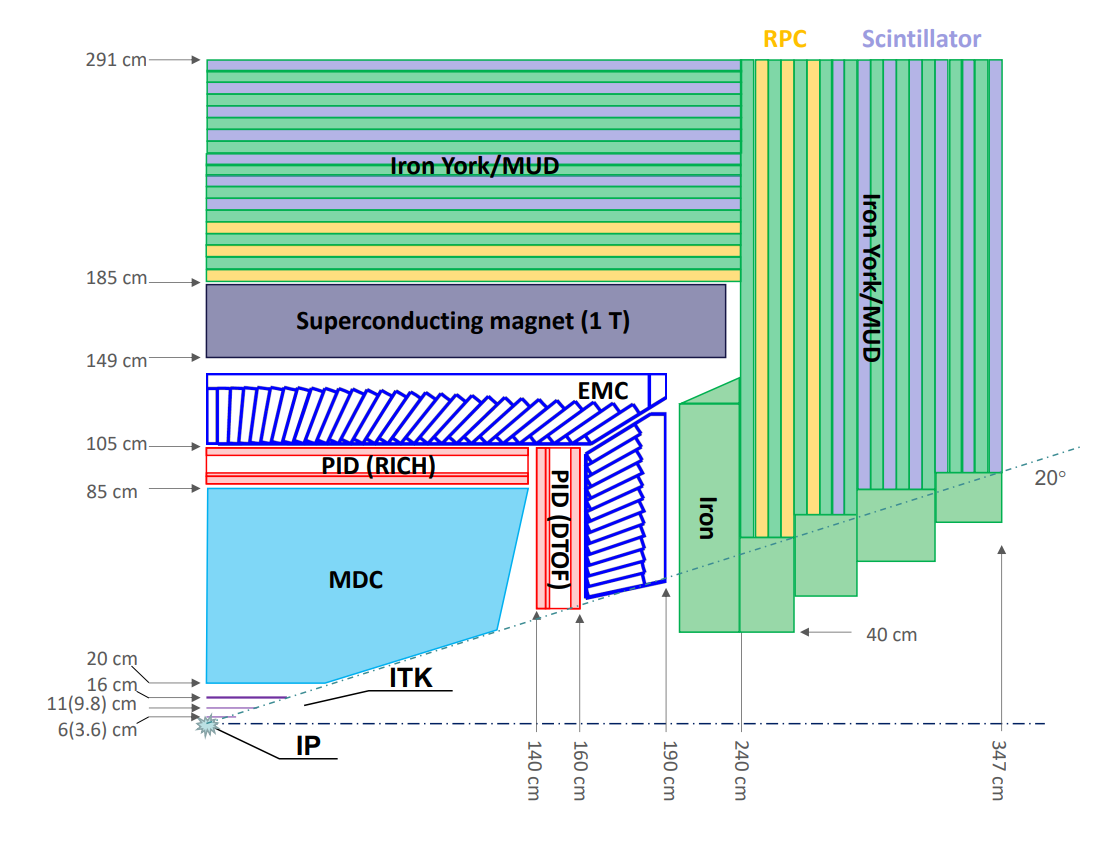 RPC
Scintillator
291 cm
Iron York/MUD
185 cm
Superconducting magnet (1 T)
149 cm
Iron York/MUD
EMC
105 cm
PID (RICH)
85 cm
PID (DTOF)
20°
Iron
MDC
40 cm
20 cm
16 cm
ITK
11(9.8) cm
6(3.6) cm
IP
140 cm
160 cm
190 cm
240 cm
347 cm